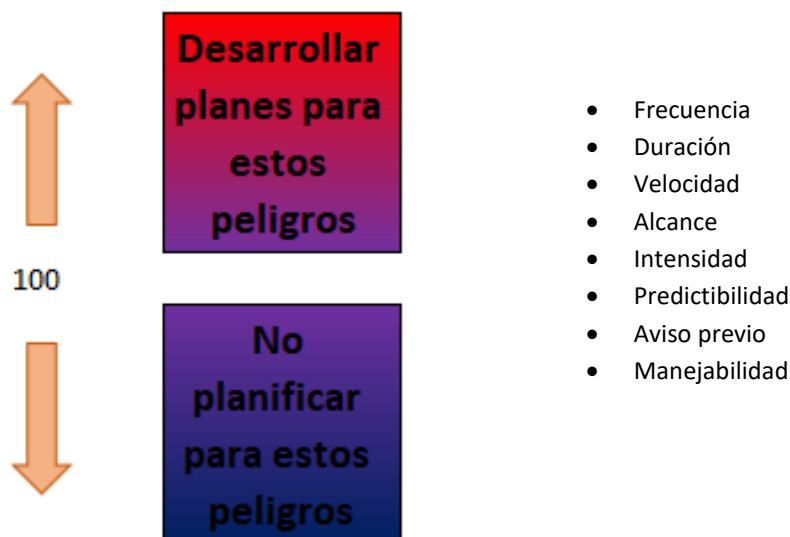 Desarrollar
planes para
estos
peligros
100
No
planificar
para estos
peligros
• Frecuencia
• Duración
• Velocidad
• Alcance
• Intensidad
• Predictibilidad
• Aviso previo
• Manejabilidad